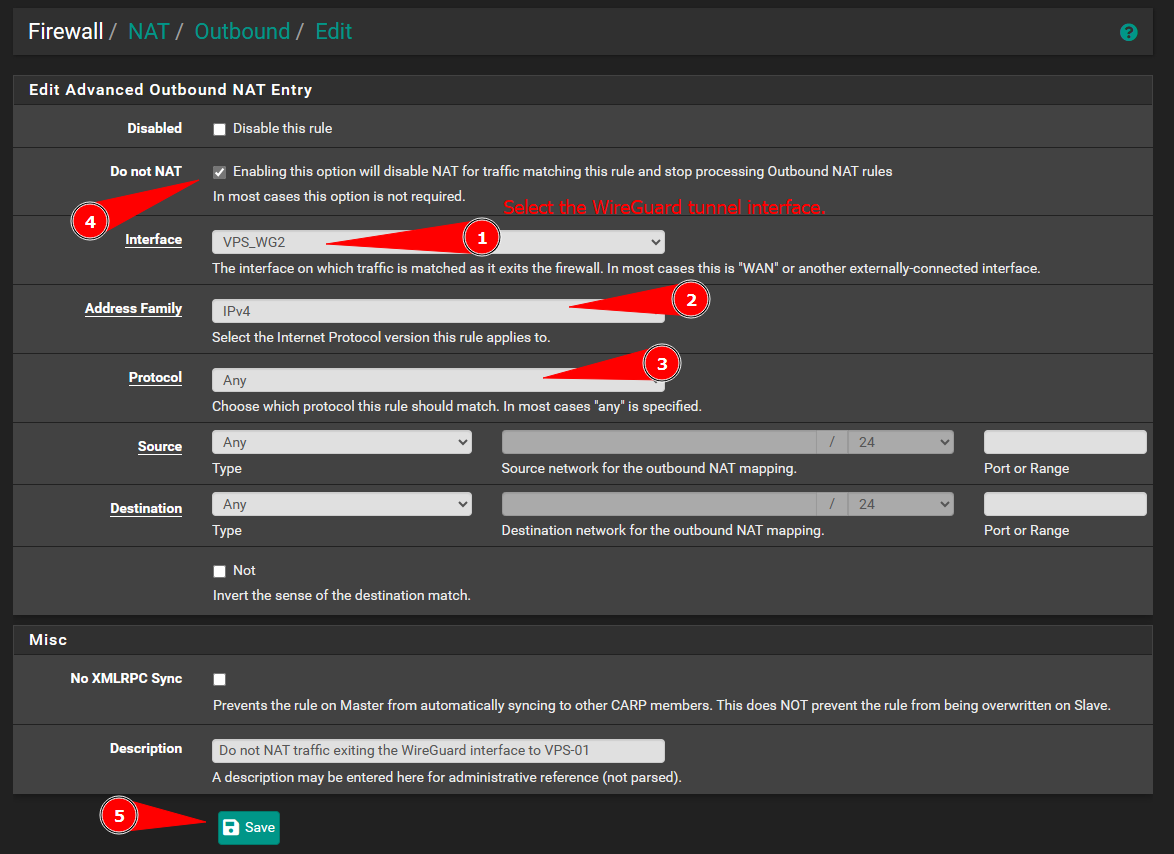 Firewall / NAT / Outbound / Edit
?
Edit Advanced Outbound NAT Entry
Disabled Disable this rule
Do not NAT Enabling this option will disable NAT for traffic matching this rule and stop processing Outbound NAT rules
In most cases this option is not required.
Select the WireGuard tunnel interface.
4
Interface VPS_WG2 1
The interface on which traffic is matched as it exits the firewall. In most cases this is "WAN" or another externally-connected interface.
Address Family IPv4 2
Select the Internet Protocol version this rule applies to.
Protocol Any 3
Choose which protocol this rule should match. In most cases "any" is specified.
Source Any / 24
Type Source network for the outbound NAT mapping. Port or Range
Destination Any / 24
Type Destination network for the outbound NAT mapping. Port or Range
Not
Invert the sense of the destination match.
Misc
No XMLRPC Sync
Prevents the rule on Master from automatically syncing to other CARP members. This does NOT prevent the rule from being overwritten on Slave.
Description Do not NAT traffic exiting the WireGuard interface to VPS-01
A description may be entered here for administrative reference (not parsed).
5 Save